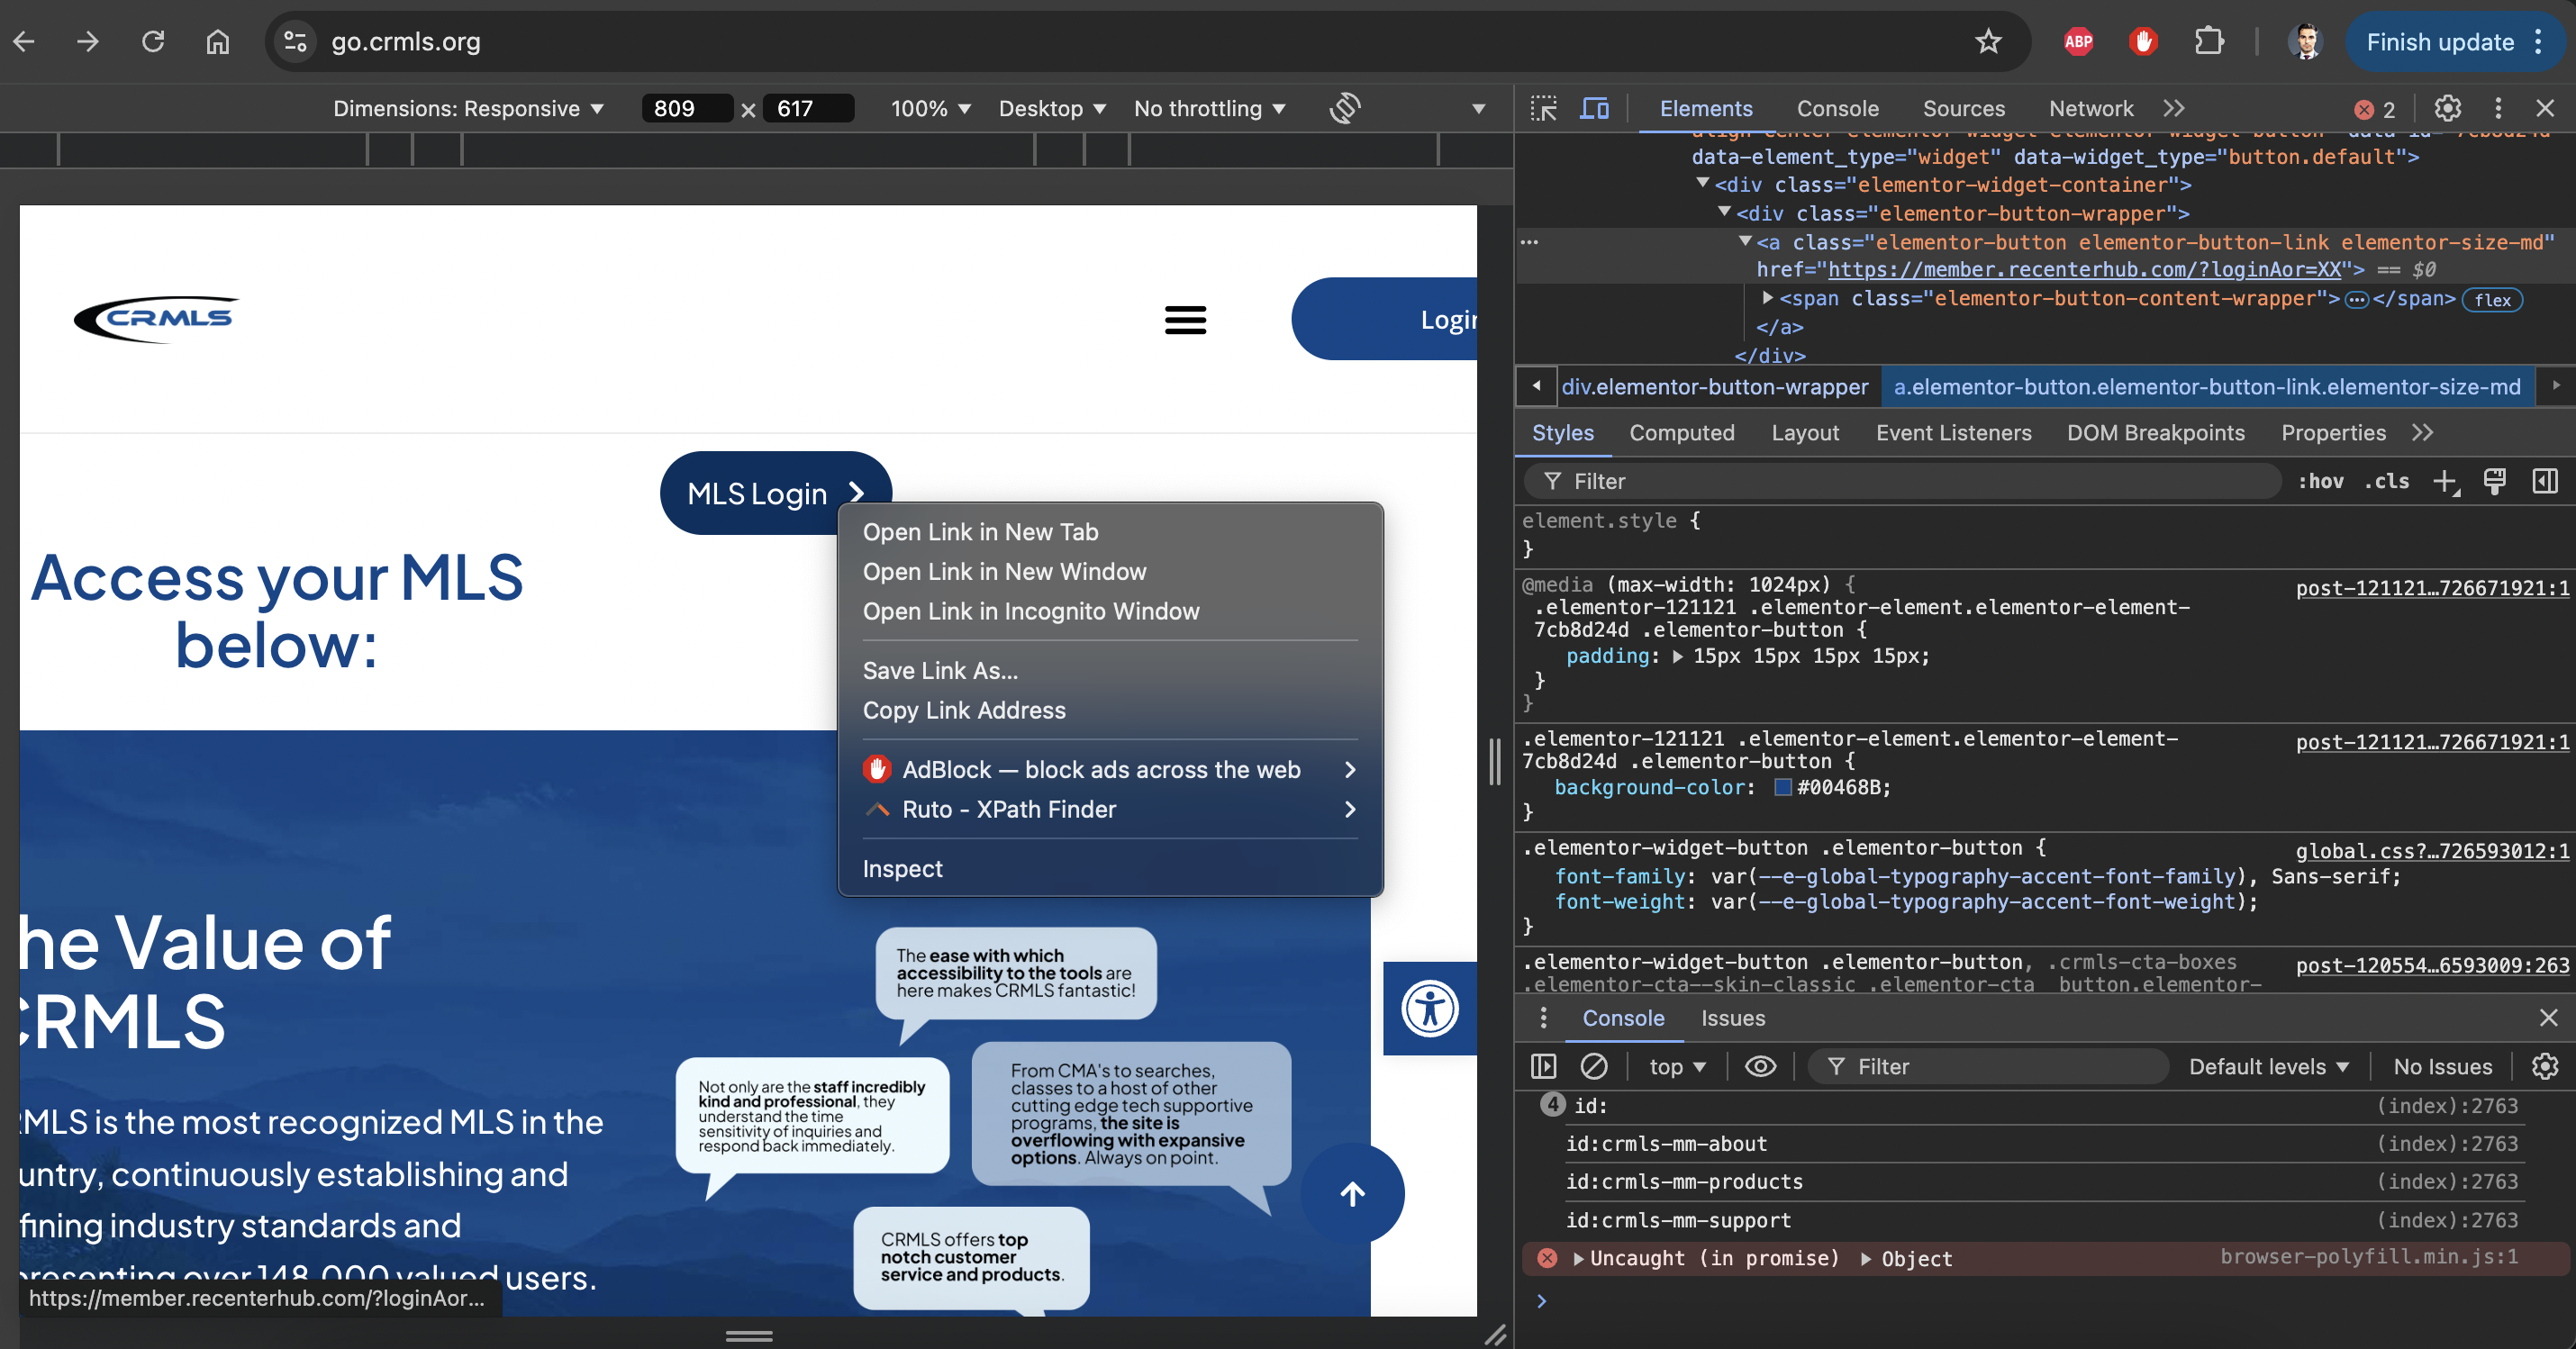 go.crmls.org
ABP
Finish update
Dimensions: Responsive
809 × 617
100%
Desktop
No throttling
CRMLS
Login
MLS Login
Access your MLS
below:
Open Link in New Tab
Open Link in New Window
Open Link in Incognito Window
Save Link As...
Copy Link Address
AdBlock — block ads across the web
Ruto - XPath Finder
Inspect
he Value of
CRMLS
RMLS is the most recognized MLS in the
untry, continuously establishing and
fining industry standards and
presenting over 148,000 valued users.
The ease with which
accessibility to the tools are
here makes CRMLS fantastic!
Not only are the staff incredibly
kind and professional, they
understand the time
sensitivity of inquiries and
respond back immediately.
From CMA's to searches,
classes to a host of other
cutting edge tech supportive
programs, the site is
overflowing with expansive
options. Always on point.
CRMLS offers top
notch customer
service and products.
https://member.recenterhub.com/?loginAor...
Elements
Console
Sources
Network
2
data-element_type="widget" data-widget_type="button.default">
<div class="elementor-widget-container">
<div class="elementor-button-wrapper">
<a class="elementor-button elementor-button-link elementor-size-md"
href="https://member.recenterhub.com/?loginAor=XX"> == $0
<span class="elementor-button-content-wrapper">…</span> flex
</a>
</div>
div.elementor-button-wrapper
a.elementor-button.elementor-button-link.elementor-size-md
Styles
Computed
Layout
Event Listeners
DOM Breakpoints
Properties
Filter
:hov
.cls
element.style {
}
@media (max-width: 1024px) {
post-121121…726671921:1
.elementor-121121 .elementor-element.elementor-element-
7cb8d24d .elementor-button {
padding: 15px 15px 15px 15px;
}
}
.elementor-121121 .elementor-element.elementor-element-
post-121121…726671921:1
7cb8d24d .elementor-button {
background-color: #00468B;
}
.elementor-widget-button .elementor-button {
global.css?…726593012:1
font-family: var(--e-global-typography-accent-font-family), Sans-serif;
font-weight: var(--e-global-typography-accent-font-weight);
}
.elementor-widget-button .elementor-button, .crmls-cta-boxes
post-120554…6593009:263
.elementor-cta--skin-classic .elementor-cta button.elementor-
Console
Issues
top
Filter
Default levels
No Issues
4 id:
(index):2763
id:crmls-mm-about
(index):2763
id:crmls-mm-products
(index):2763
id:crmls-mm-support
(index):2763
Uncaught (in promise) Object
browser-polyfill.min.js:1